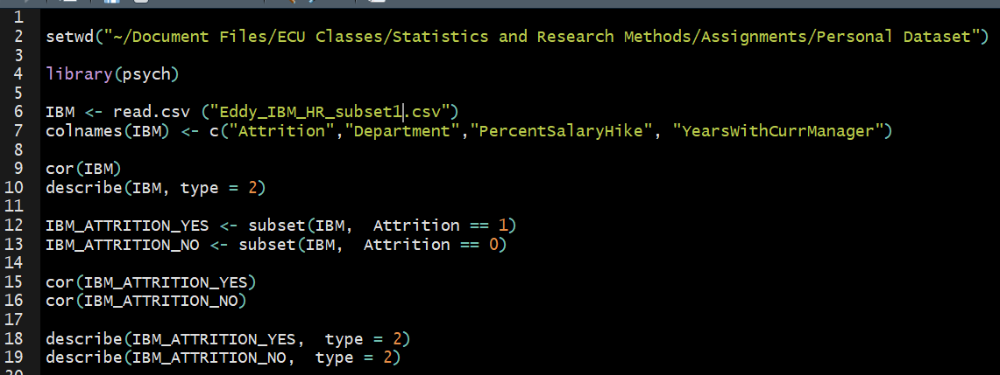 1
2 setwd("~/Document Files/ECU Classes/Statistics and Research Methods/Assignments/Personal Dataset")
3
4 library(psych)
5
6 IBM <- read.csv ("Eddy_IBM_HR_subset1.csv")
7 colnames(IBM) <- c("Attrition","Department","PercentSalaryHike", "YearsWithCurrManager")
8
9 cor(IBM)
10 describe(IBM, type = 2)
11
12 IBM_ATTRITION_YES <- subset(IBM,  Attrition == 1)
13 IBM_ATTRITION_NO <- subset(IBM,  Attrition == 0)
14
15 cor(IBM_ATTRITION_YES)
16 cor(IBM_ATTRITION_NO)
17
18 describe(IBM_ATTRITION_YES,  type = 2)
19 describe(IBM_ATTRITION_NO,  type = 2)